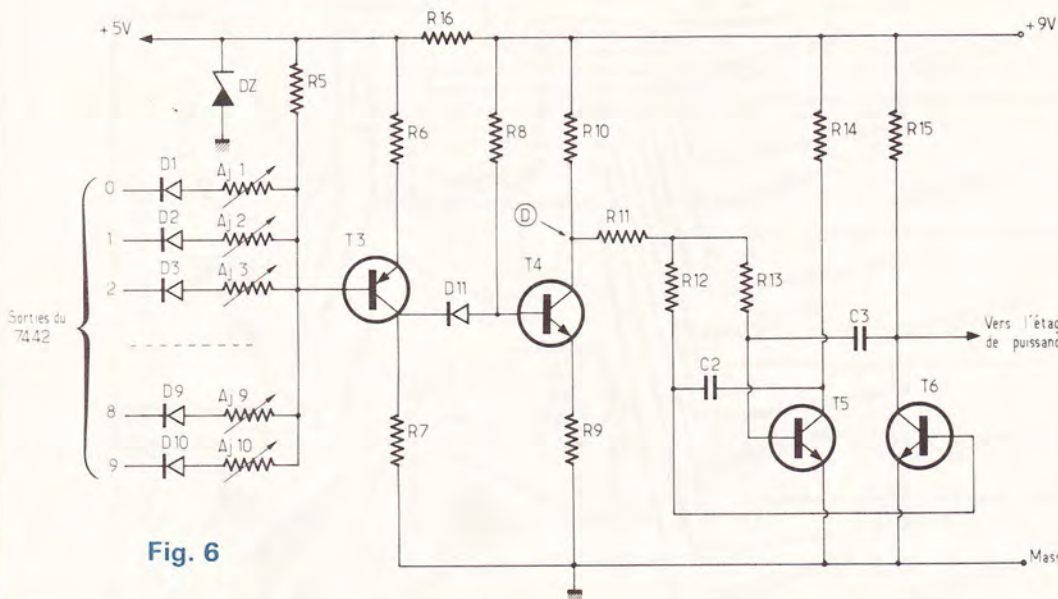 +5V
R16
+9V
DZ
R5
R6
R8
R10
R14
R15
Sorties du
7442
0
D1
Aj 1
1
D2
Aj 2
2
D3
Aj 3
8
D9
Aj 9
9
D10
Aj 10
T3
D11
T4
D
R11
R12
R13
C3
Vers l'étag
de puissanc
C2
T5
T6
R7
R9
Mass
Fig. 6